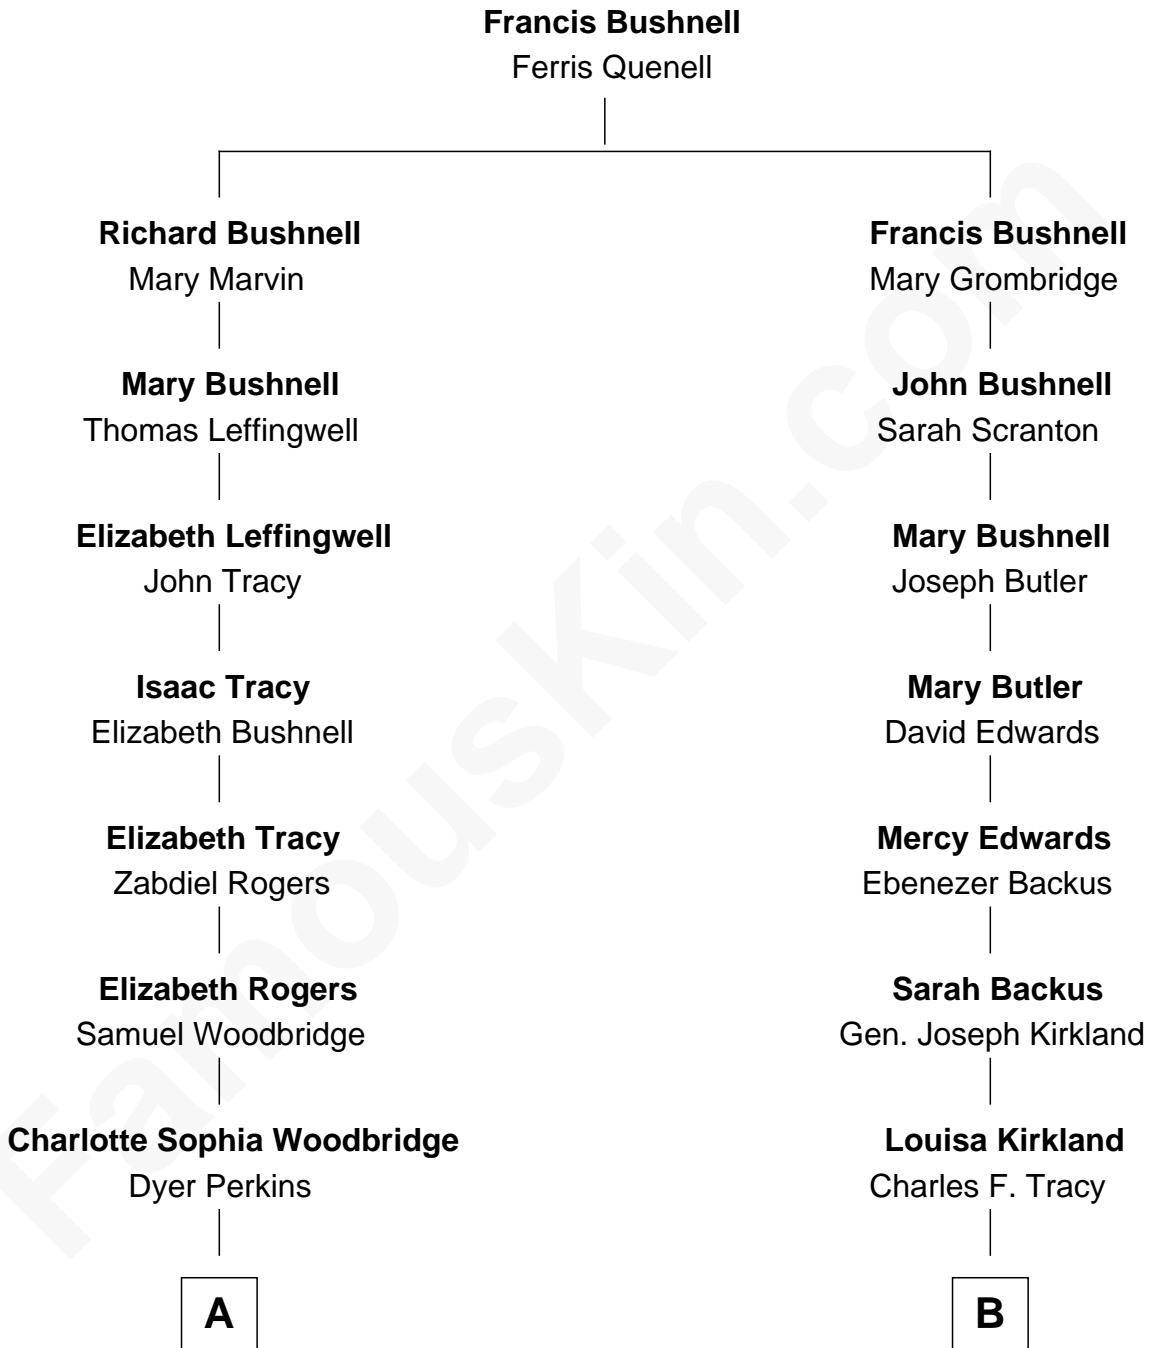 Francis Bushnell
Ferris Quenell
Richard Bushnell
Mary Marvin
Francis Bushnell
Mary Grombridge
Mary Bushnell
Thomas Leffingwell
John Bushnell
Sarah Scranton
Elizabeth Leffingwell
John Tracy
Mary Bushnell
Joseph Butler
Isaac Tracy
Elizabeth Bushnell
Mary Butler
David Edwards
Elizabeth Tracy
Zabdiel Rogers
Mercy Edwards
Ebenezer Backus
Elizabeth Rogers
Samuel Woodbridge
Sarah Backus
Gen. Joseph Kirkland
Charlotte Sophia Woodbridge
Dyer Perkins
Louisa Kirkland
Charles F. Tracy
A
B
FamousKin.com